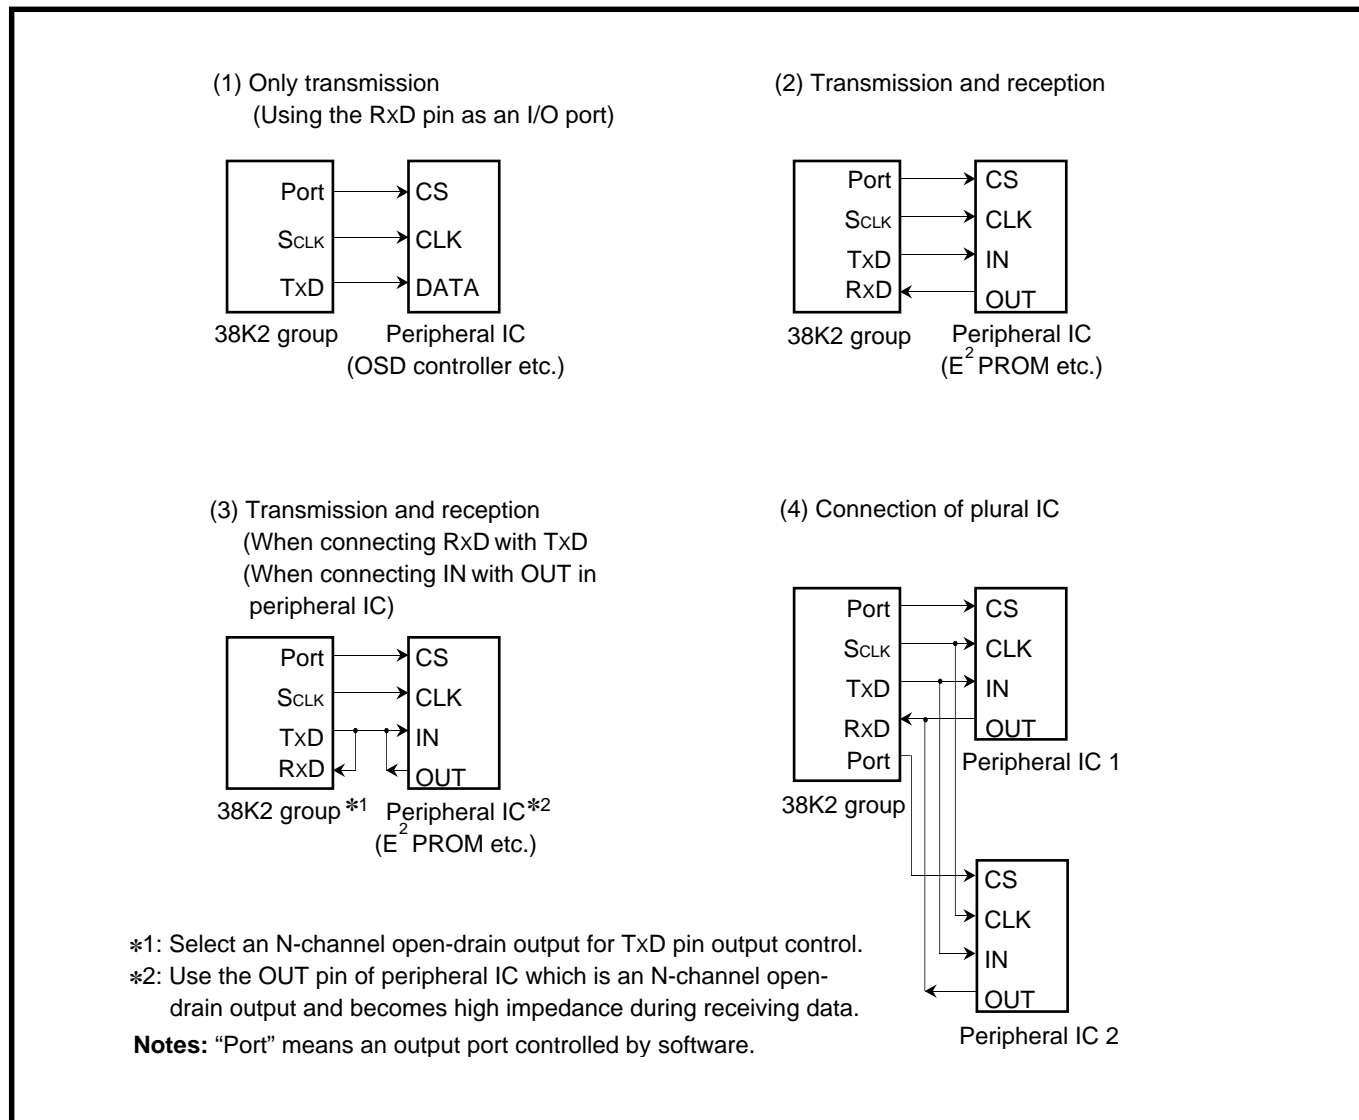 (1) Only transmission
(Using the RxD pin as an I/O port)
Port
SCLK
TxD
CS
CLK
DATA
38K2 group
Peripheral IC
(OSD controller etc.)
(2) Transmission and reception
Port
SCLK
TxD
RxD
CS
CLK
IN
OUT
38K2 group
Peripheral IC
(E² PROM etc.)
(3) Transmission and reception
(When connecting RxD with TxD
(When connecting IN with OUT in
peripheral IC)
Port
SCLK
TxD
RxD
CS
CLK
IN
OUT
38K2 group *1
Peripheral IC*2
(E² PROM etc.)
(4) Connection of plural IC
Port
SCLK
TxD
RxD
Port
CS
CLK
IN
OUT
Peripheral IC 1
38K2 group
CS
CLK
IN
OUT
Peripheral IC 2
*1: Select an N-channel open-drain output for TxD pin output control.
*2: Use the OUT pin of peripheral IC which is an N-channel open-
drain output and becomes high impedance during receiving data.
Notes: “Port” means an output port controlled by software.